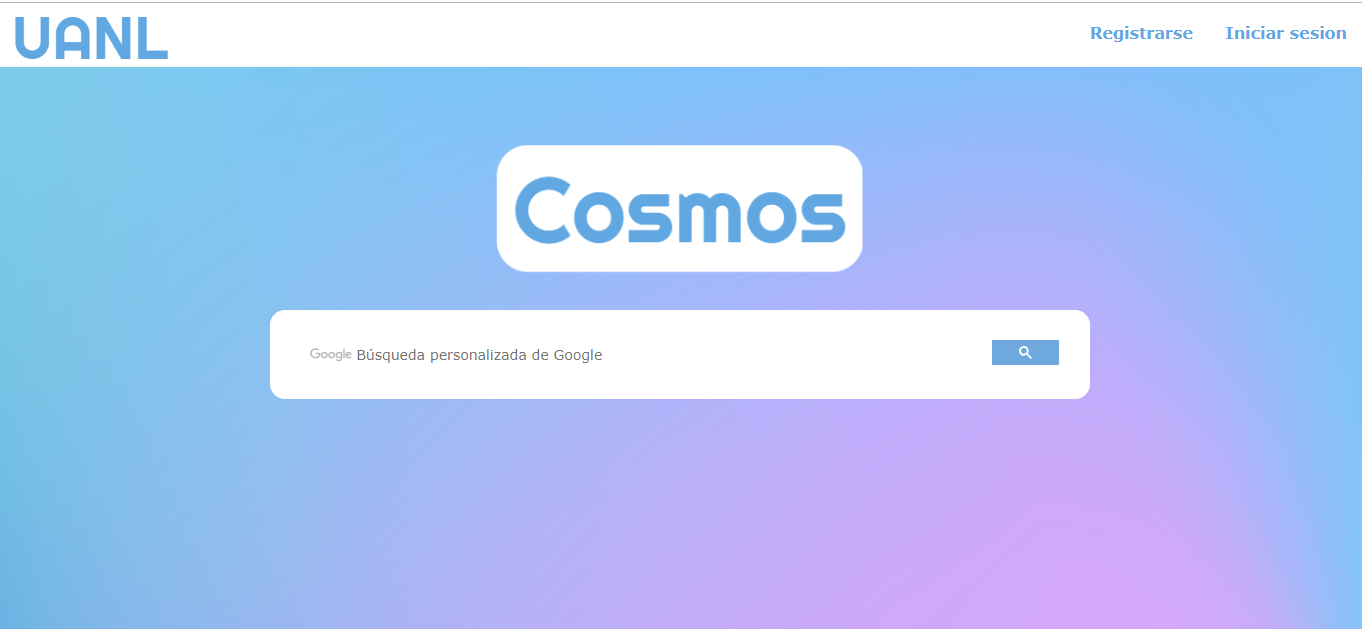 UANL
Registrarse
Iniciar sesion
Cosmos
Google Búsqueda personalizada de Google